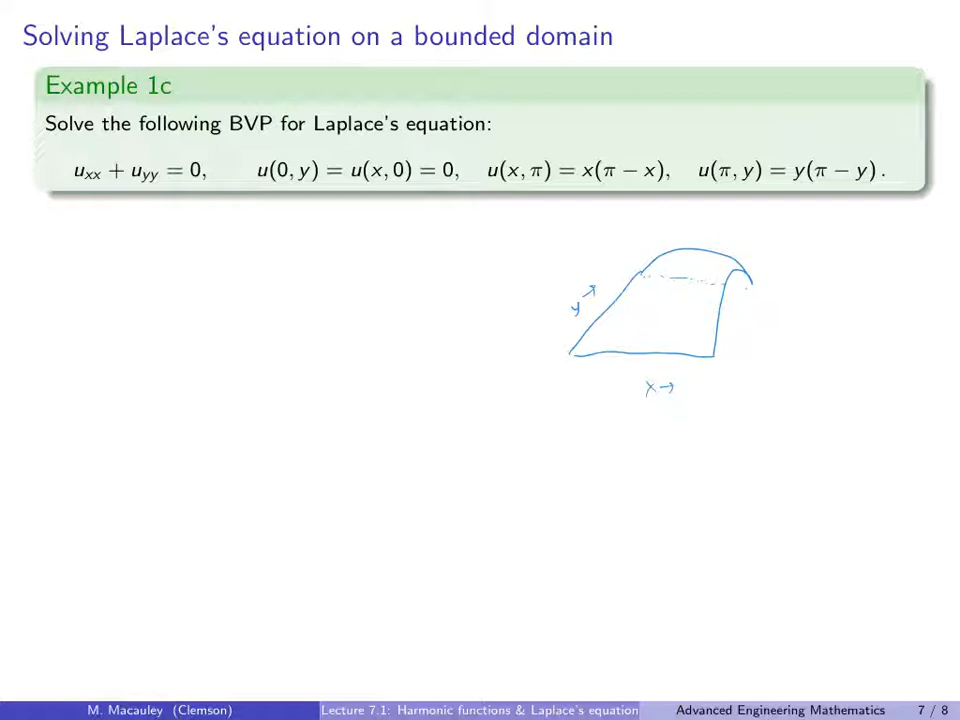 Solving Laplace's equation on a bounded domain
Example 1c
Solve the following BVP for Laplace's equation:
uₓₓ + u_yy = 0, u(0, y) = u(x, 0) = 0, u(x, π) = x(π − x), u(π, y) = y(π − y) .
y →
x →
M. Macauley (Clemson) Lecture 7.1: Harmonic functions & Laplace's equation Advanced Engineering Mathematics 7 / 8